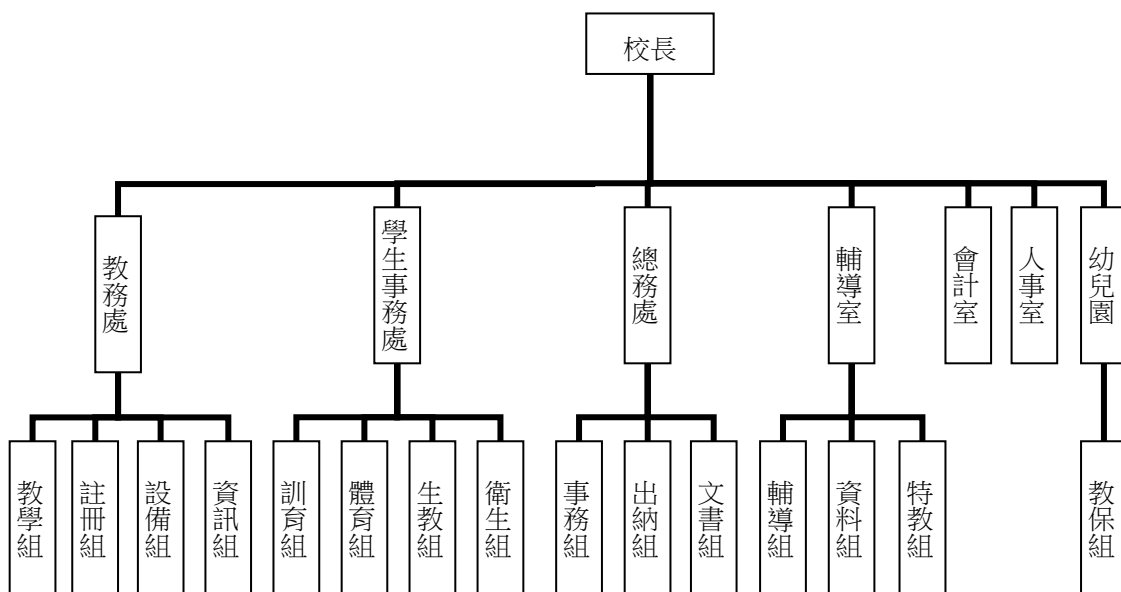 校長
教務處
學生事務處
總務處
輔導室
會計室
人事室
幼兒園
教學組
註冊組
設備組
資訊組
訓育組
體育組
生教組
衛生組
事務組
出納組
文書組
輔導組
資料組
特教組
教保組